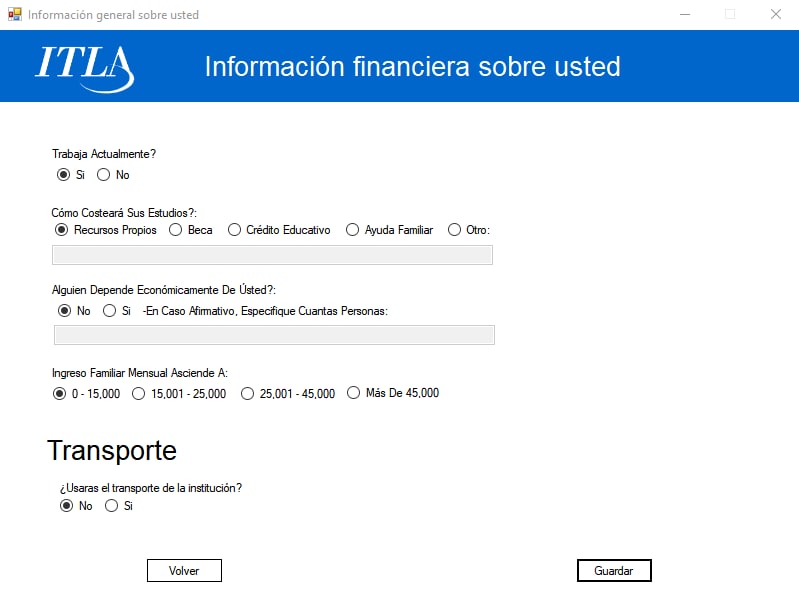 Información general sobre usted
ITLA Información financiera sobre usted
Trabaja Actualmente?
Si No
Cómo Costeará Sus Estudios?:
Recursos Propios Beca Crédito Educativo Ayuda Familiar Otro:
Alguien Depende Económicamente De Ústed?:
No Si -En Caso Afirmativo, Especifique Cuantas Personas:
Ingreso Familiar Mensual Asciende A:
0 - 15,000 15,001 - 25,000 25,001 - 45,000 Más De 45,000
Transporte
¿Usaras el transporte de la institución?
No Si
Volver Guardar